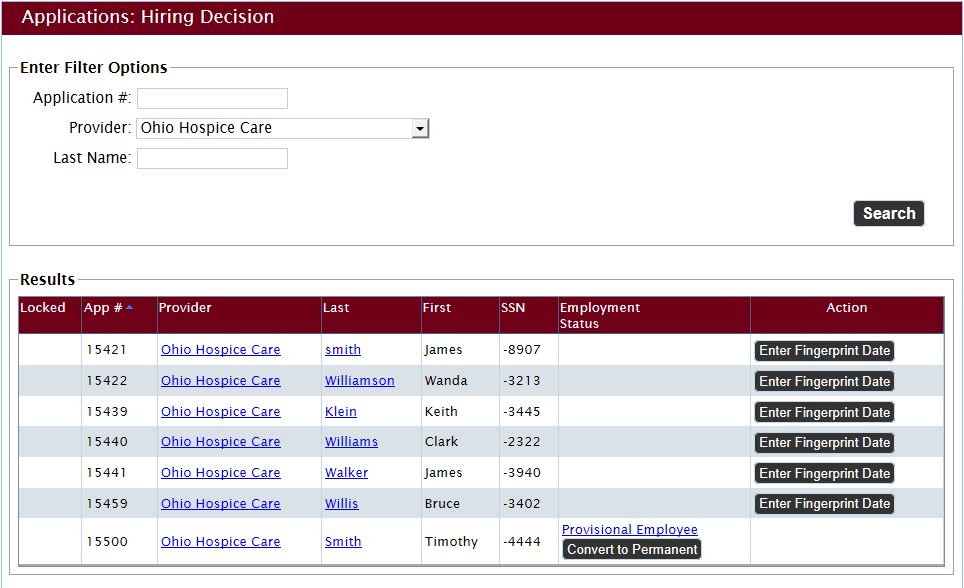 Applications: Hiring Decision
Enter Filter Options
Application #:
Provider: Ohio Hospice Care
Last Name:
Search
Results
Locked App # Provider Last First SSN Employment Status Action
15421 Ohio Hospice Care smith James -8907 Enter Fingerprint Date
15422 Ohio Hospice Care Williamson Wanda -3213 Enter Fingerprint Date
15439 Ohio Hospice Care Klein Keith -3445 Enter Fingerprint Date
15440 Ohio Hospice Care Williams Clark -2322 Enter Fingerprint Date
15441 Ohio Hospice Care Walker James -3940 Enter Fingerprint Date
15459 Ohio Hospice Care Willis Bruce -3402 Enter Fingerprint Date
15500 Ohio Hospice Care Smith Timothy -4444 Provisional Employee
Convert to Permanent